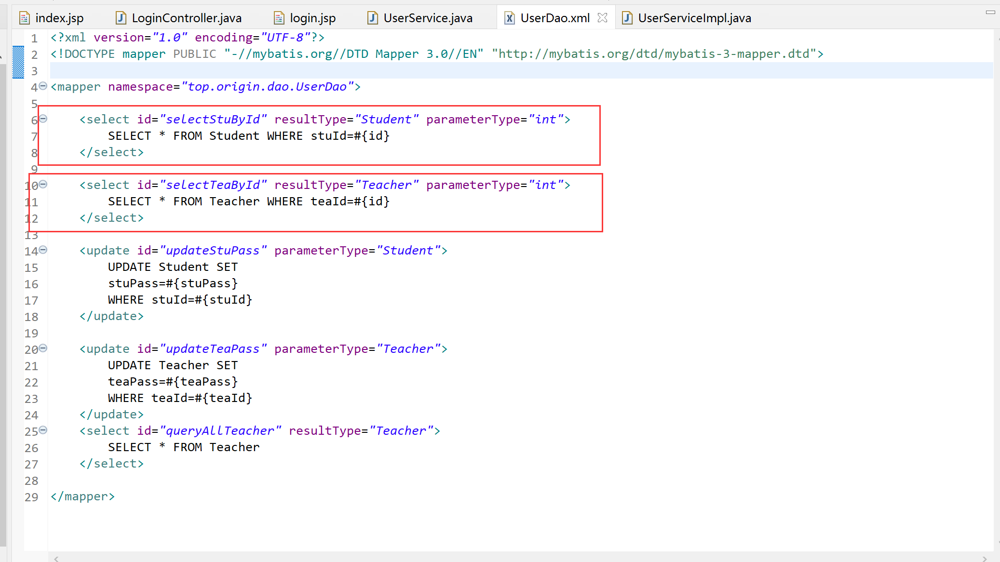 index.jsp LoginController.java login.jsp UserService.java UserDao.xml UserServiceImpl.java
1 <?xml version="1.0" encoding="UTF-8"?>
2 <!DOCTYPE mapper PUBLIC "-//mybatis.org//DTD Mapper 3.0//EN" "http://mybatis.org/dtd/mybatis-3-mapper.dtd">
3
4 <mapper namespace="top.origin.dao.UserDao">
5
6 <select id="selectStuById" resultType="Student" parameterType="int">
7 SELECT * FROM Student WHERE stuId=#{id}
8 </select>
9
10 <select id="selectTeaById" resultType="Teacher" parameterType="int">
11 SELECT * FROM Teacher WHERE teaId=#{id}
12 </select>
13
14 <update id="updateStuPass" parameterType="Student">
15 UPDATE Student SET
16 stuPass=#{stuPass}
17 WHERE stuId=#{stuId}
18 </update>
19
20 <update id="updateTeaPass" parameterType="Teacher">
21 UPDATE Teacher SET
22 teaPass=#{teaPass}
23 WHERE teaId=#{teaId}
24 </update>
25 <select id="queryAllTeacher" resultType="Teacher">
26 SELECT * FROM Teacher
27 </select>
28
29 </mapper>